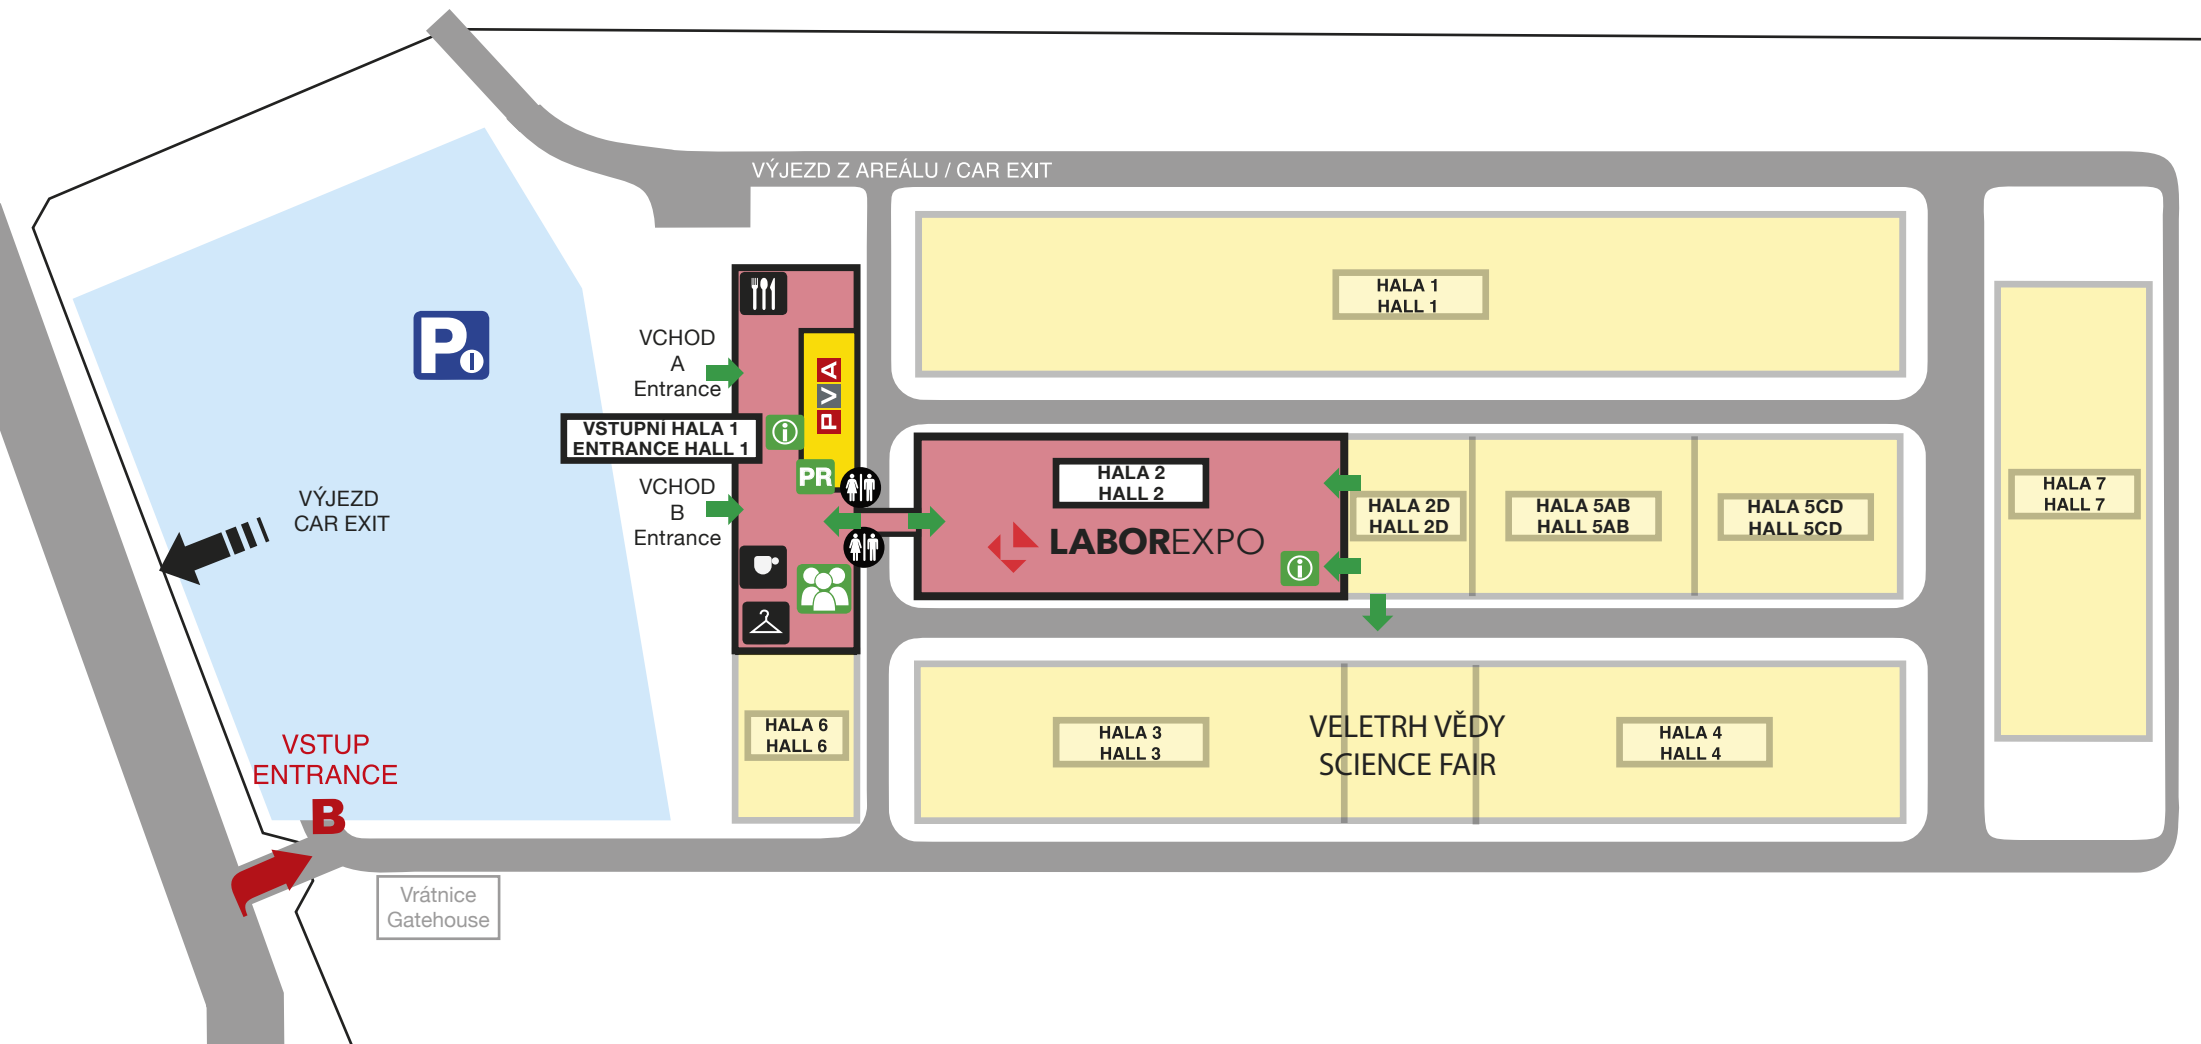 VÝJEZD Z AREÁLU / CAR EXIT
HALA 1
HALL 1
P
VCHOD
A
Entrance
PVA
VSTUPNÍ HALA 1
ENTRANCE HALL 1
PR
VCHOD
B
Entrance
VÝJEZD
CAR EXIT
HALA 2
HALL 2
LABOREXPO
HALA 2D
HALL 2D
HALA 5AB
HALL 5AB
HALA 5CD
HALL 5CD
HALA 7
HALL 7
HALA 6
HALL 6
HALA 3
HALL 3
VELETRH VĚDY
SCIENCE FAIR
HALA 4
HALL 4
VSTUP
ENTRANCE
B
Vrátnice
Gatehouse